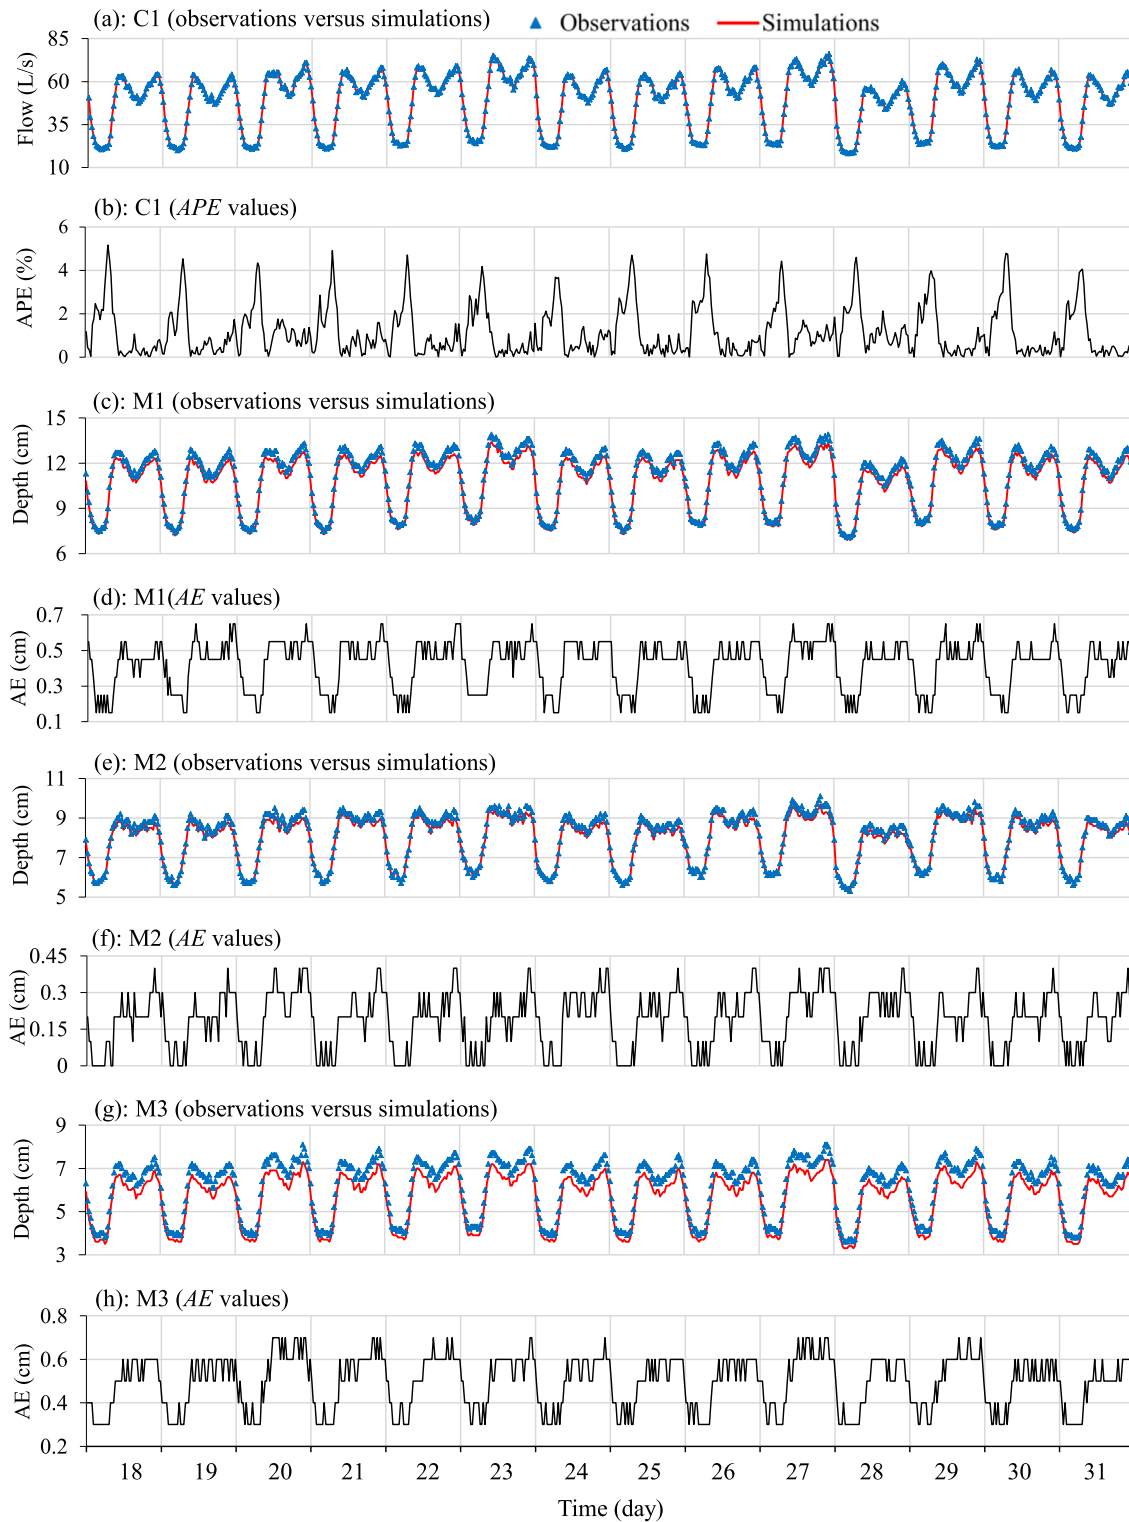 (a): C1 (observations versus simulations)
Observations
Simulations
Flow (L/s)
85
60
35
10
(b): C1 (APE values)
APE (%)
6
4
2
0
(c): M1 (observations versus simulations)
Depth (cm)
15
12
9
6
(d): M1(AE values)
AE (cm)
0.7
0.5
0.3
0.1
(e): M2 (observations versus simulations)
Depth (cm)
11
9
7
5
(f): M2 (AE values)
AE (cm)
0.45
0.3
0.15
0
(g): M3 (observations versus simulations)
Depth (cm)
9
7
5
3
(h): M3 (AE values)
AE (cm)
0.8
0.6
0.4
0.2
18 19 20 21 22 23 24 25 26 27 28 29 30 31
Time (day)